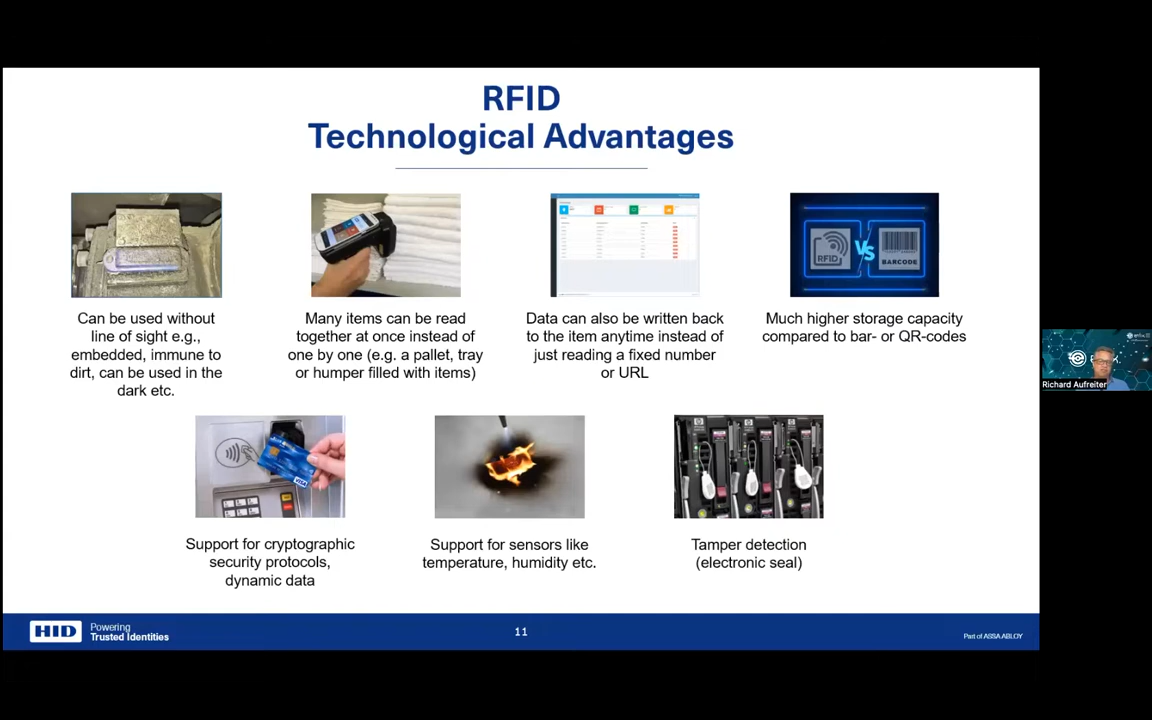 RFID
Technological Advantages
RFID
VS
BARCODE
Can be used without
line of sight e.g.,
embedded, immune to
dirt, can be used in the
dark etc.
Many items can be read
together at once instead of
one by one (e.g. a pallet, tray
or humper filled with items)
Data can also be written back
to the item anytime instead of
just reading a fixed number
or URL
Much higher storage capacity
compared to bar- or QR-codes
Richard Aufreiter
VISA
Support for cryptographic
security protocols,
dynamic data
Support for sensors like
temperature, humidity etc.
Tamper detection
(electronic seal)
HID
Powering
Trusted Identities
11
Part of ASSA ABLOY